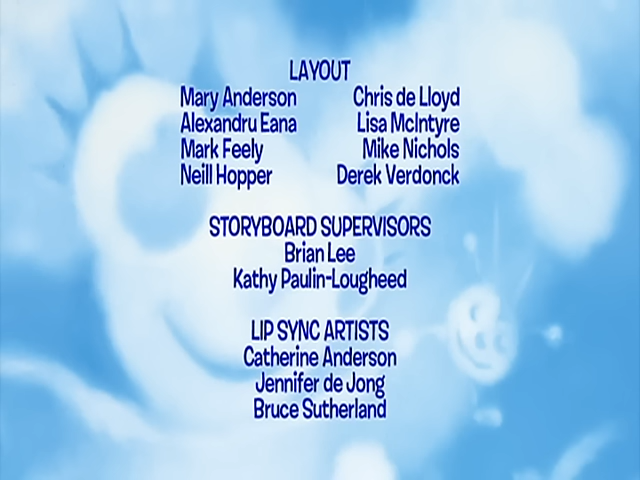 LAYOUT
Mary Anderson Chris de Lloyd
Alexandru Eana Lisa McIntyre
Mark Feely Mike Nichols
Neill Hopper Derek Verdonck
STORYBOARD SUPERVISORS
Brian Lee
Kathy Paulin-Lougheed
LIP SYNC ARTISTS
Catherine Anderson
Jennifer de Jong
Bruce Sutherland